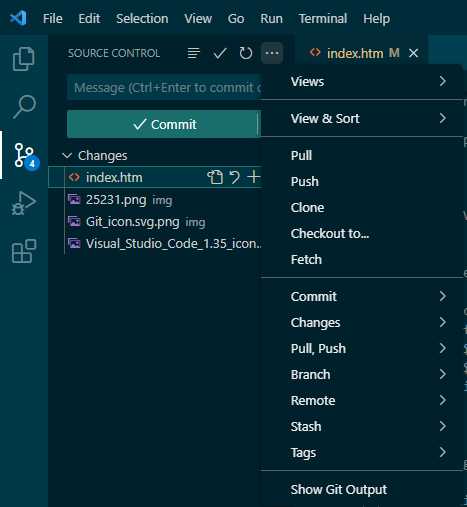 File Edit Selection View Go Run Terminal Help
SOURCE CONTROL
index.htm M
Message (Ctrl+Enter to commit
Commit
Changes
index.htm
25231.png img
Git_icon.svg.png img
Visual_Studio_Code_1.35_icon...
4
Views
View & Sort
Pull
Push
Clone
Checkout to...
Fetch
Commit
Changes
Pull, Push
Branch
Remote
Stash
Tags
Show Git Output